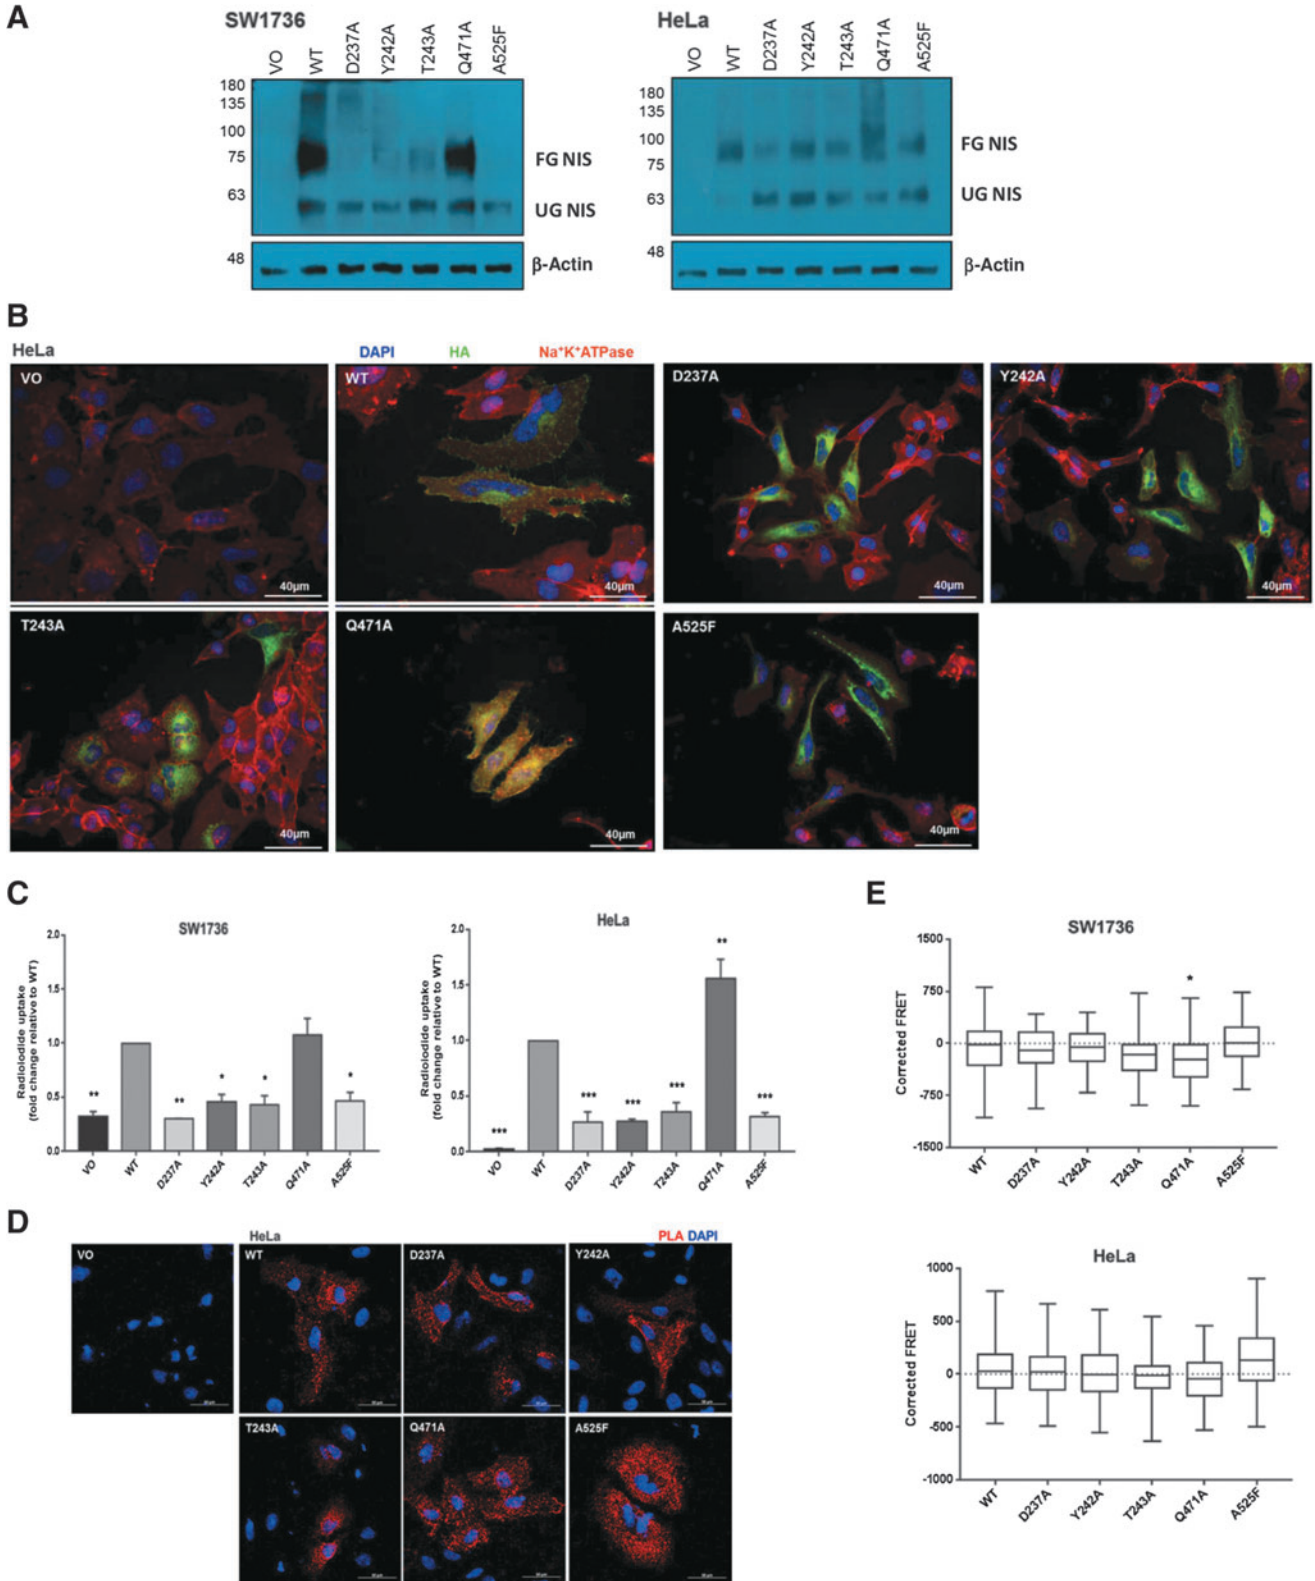 A
SW1736
VO WT D237A Y242A T243A Q471A A525F
180
135
100
75
63
48
FG NIS
UG NIS
β-Actin
HeLa
VO WT D237A Y242A T243A Q471A A525F
180
135
100
75
63
48
FG NIS
UG NIS
β-Actin
B
HeLa
DAPI HA Na⁺K⁺ATPase
VO
40µm
WT
40µm
D237A
40µm
Y242A
40µm
T243A
40µm
Q471A
40µm
A525F
40µm
C
SW1736
Radioiodide uptake
(fold change relative to WT)
2.0
1.5
1.0
0.5
0.0
** ** * * *
VO WT D237A Y242A T243A Q471A A525F
HeLa
Radioiodide uptake
(fold change relative to WT)
2.0
1.5
1.0
0.5
0.0
*** *** *** *** ** ***
VO WT D237A Y242A T243A Q471A A525F
D
HeLa
PLA DAPI
VO
WT
D237A
Y242A
T243A
Q471A
A525F
E
SW1736
Corrected FRET
1500
750
0
-750
-1500
*
WT D237A Y242A T243A Q471A A525F
HeLa
Corrected FRET
1000
500
0
-500
-1000
WT D237A Y242A T243A Q471A A525F